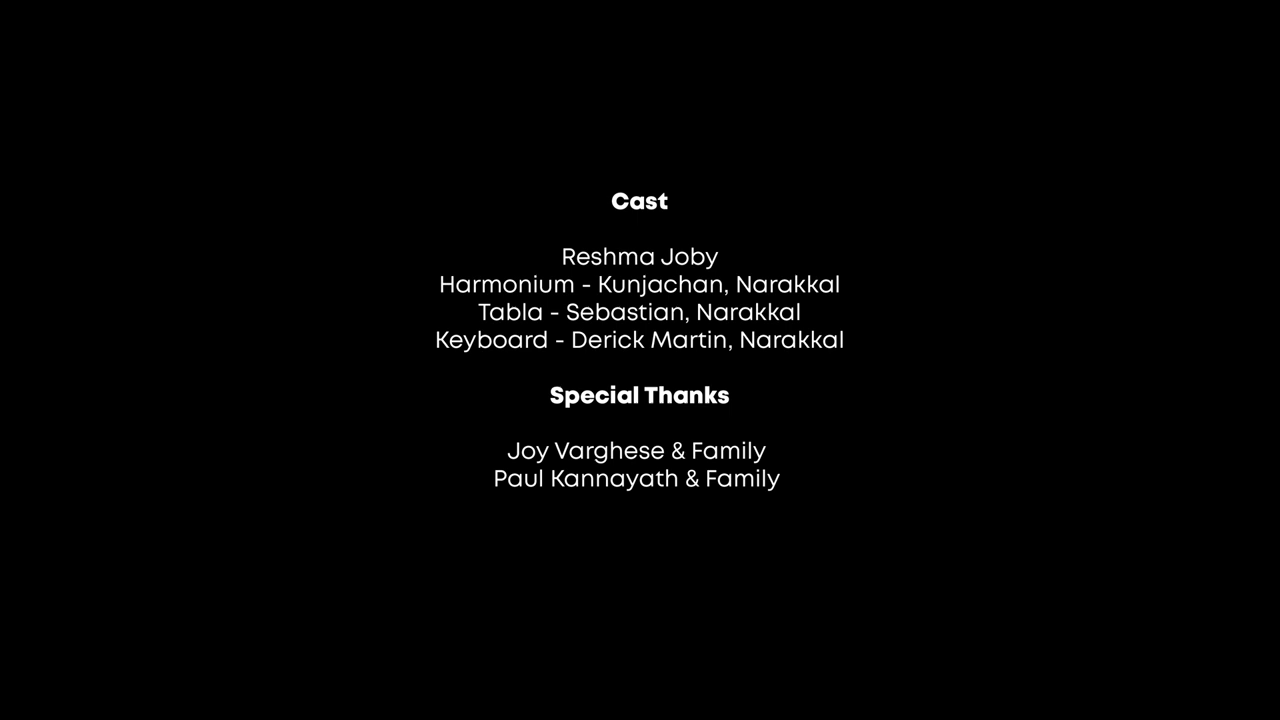 Cast
Reshma Joby
Harmonium - Kunjachan, Narakkal
Tabla - Sebastian, Narakkal
Keyboard - Derick Martin, Narakkal
Special Thanks
Joy Varghese & Family
Paul Kannayath & Family